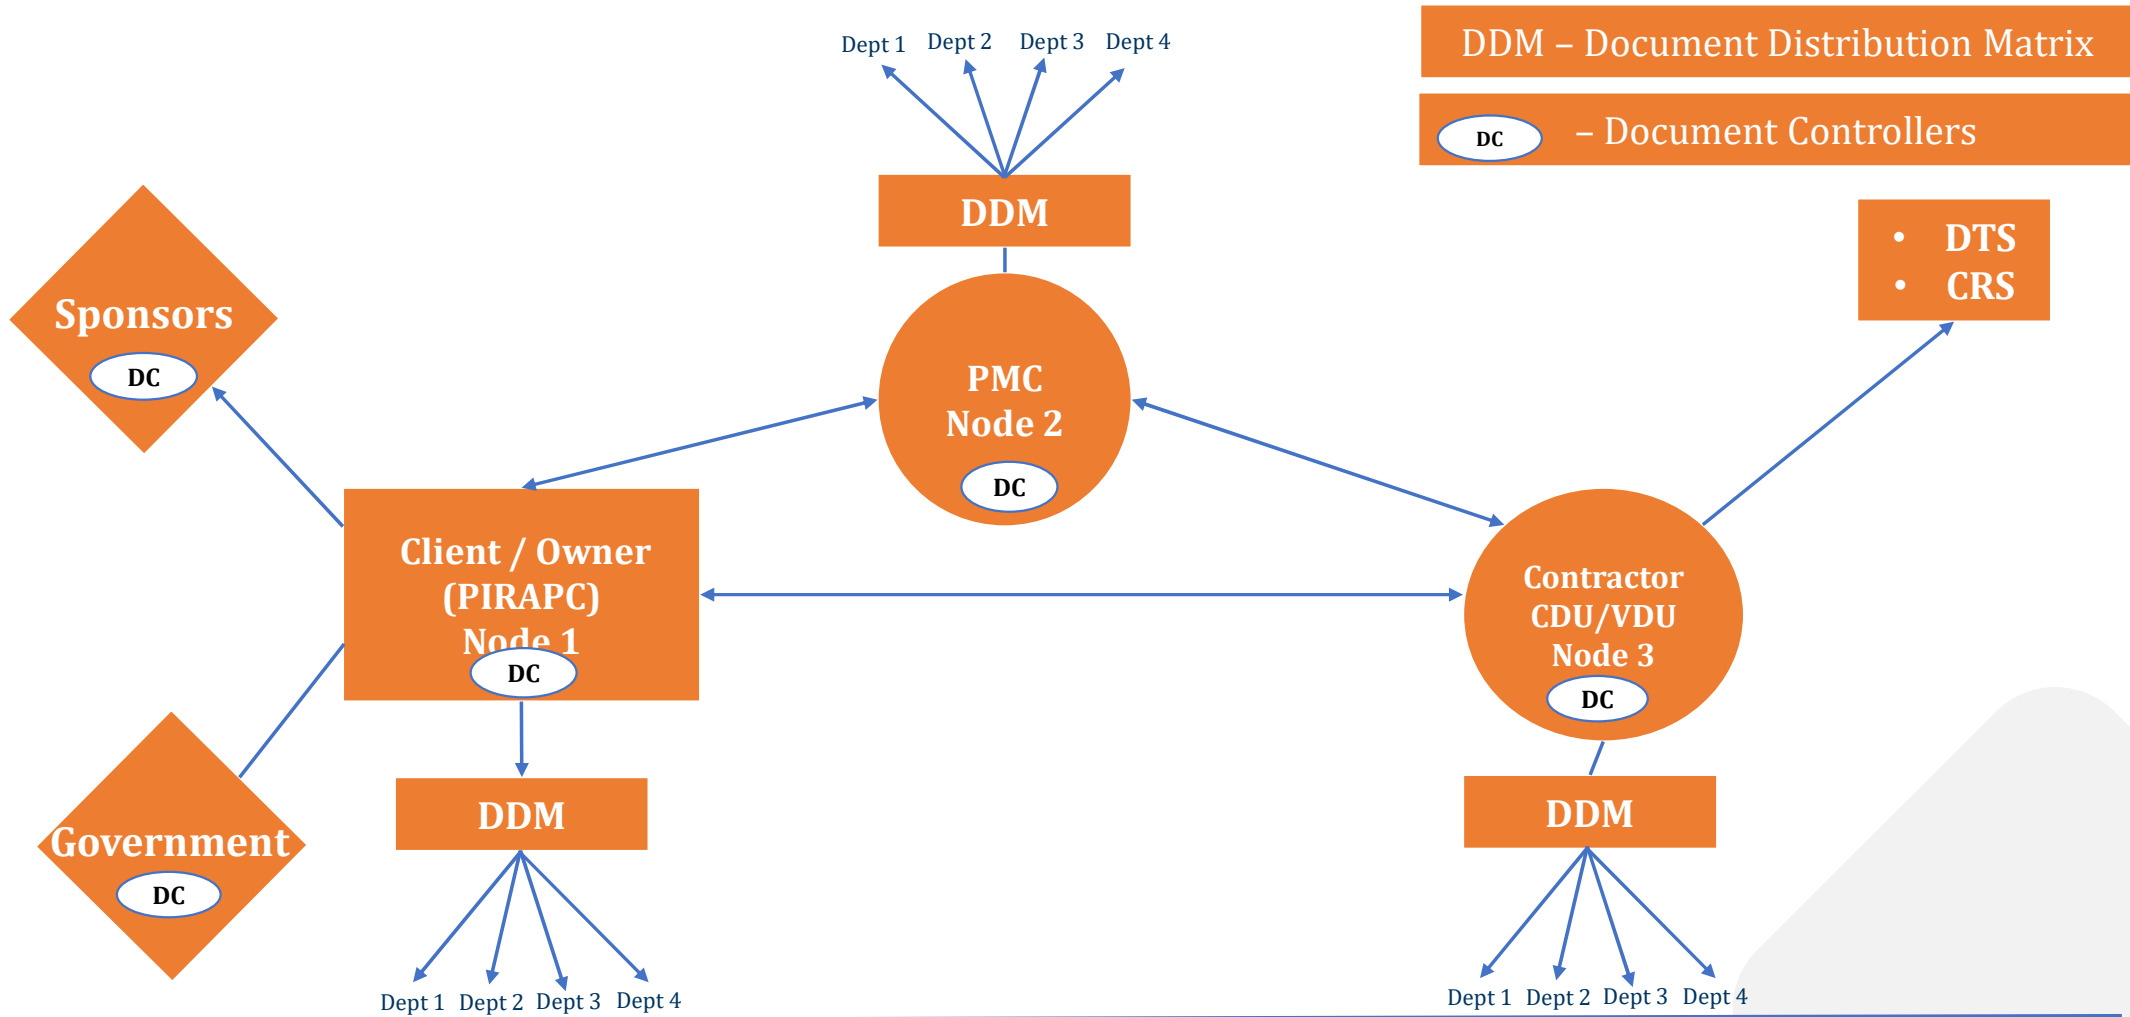 Dept 1 Dept 2 Dept 3 Dept 4
DDM – Document Distribution Matrix
DC – Document Controllers
DDM
• DTS
• CRS
Sponsors
DC
PMC
Node 2
DC
Client / Owner
(PIRAPC)
Node 1
DC
Contractor
CDU/VDU
Node 3
DC
Government
DC
DDM
DDM
Dept 1 Dept 2 Dept 3 Dept 4
Dept 1 Dept 2 Dept 3 Dept 4